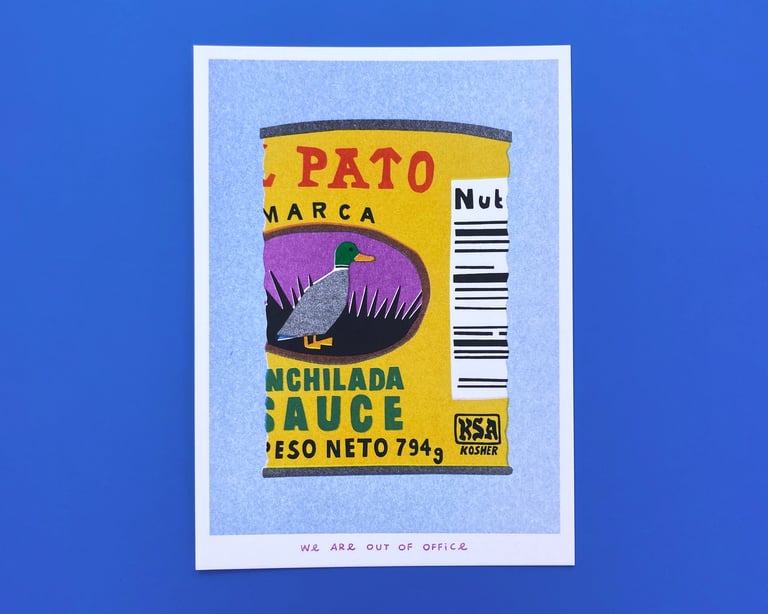 L PATO
MARCA
NCHILADA
SAUCE
PESO NETO 794g
Nut
KSA
KOSHER
WE ARE OUT OF OFFICE